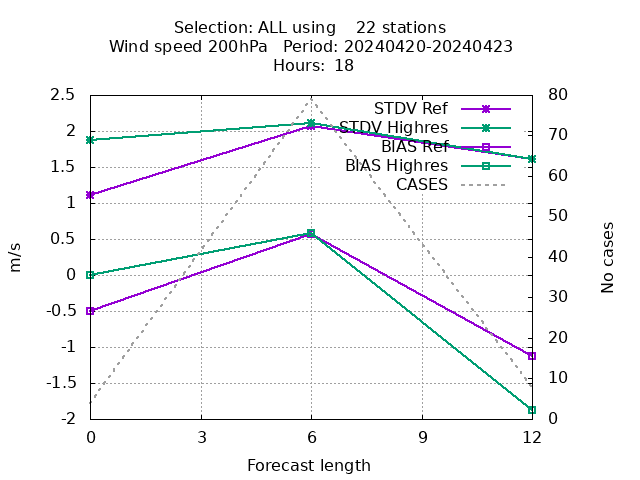 Selection: ALL using    22 stations
Wind speed 200hPa   Period: 20240420-20240423
Hours:  18
STDV Ref
STDV Highres
BIAS Ref
BIAS Highres
CASES
2.5
2
1.5
1
0.5
0
-0.5
-1
-1.5
-2
80
70
60
50
40
30
20
10
0
m/s
No cases
0
3
6
9
12
Forecast length